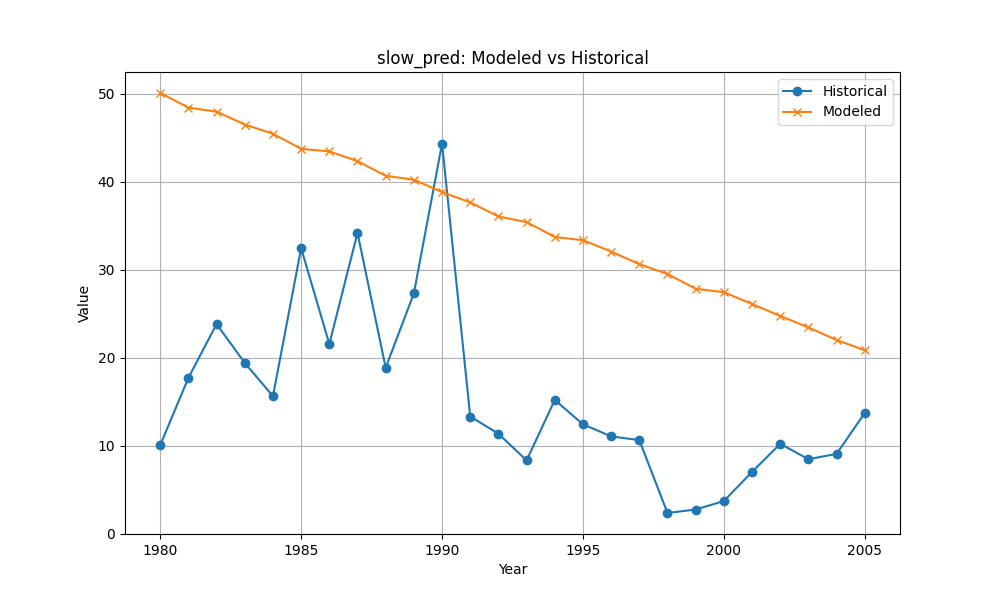 slow_pred: Modeled vs Historical
Historical
Modeled
Value
50
40
30
20
10
0
1980 1985 1990 1995 2000 2005
Year